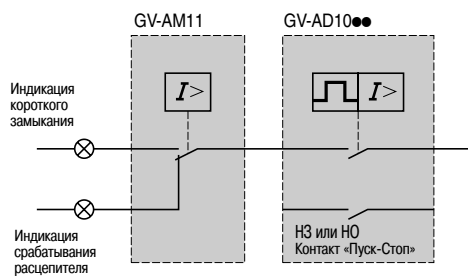 GV-AM11
GV-AD10●●
Индикация
короткого
замыкания
I>
I>
Индикация
срабатывания
расцепителя
НЗ или НО
Контакт «Пуск-Стоп»